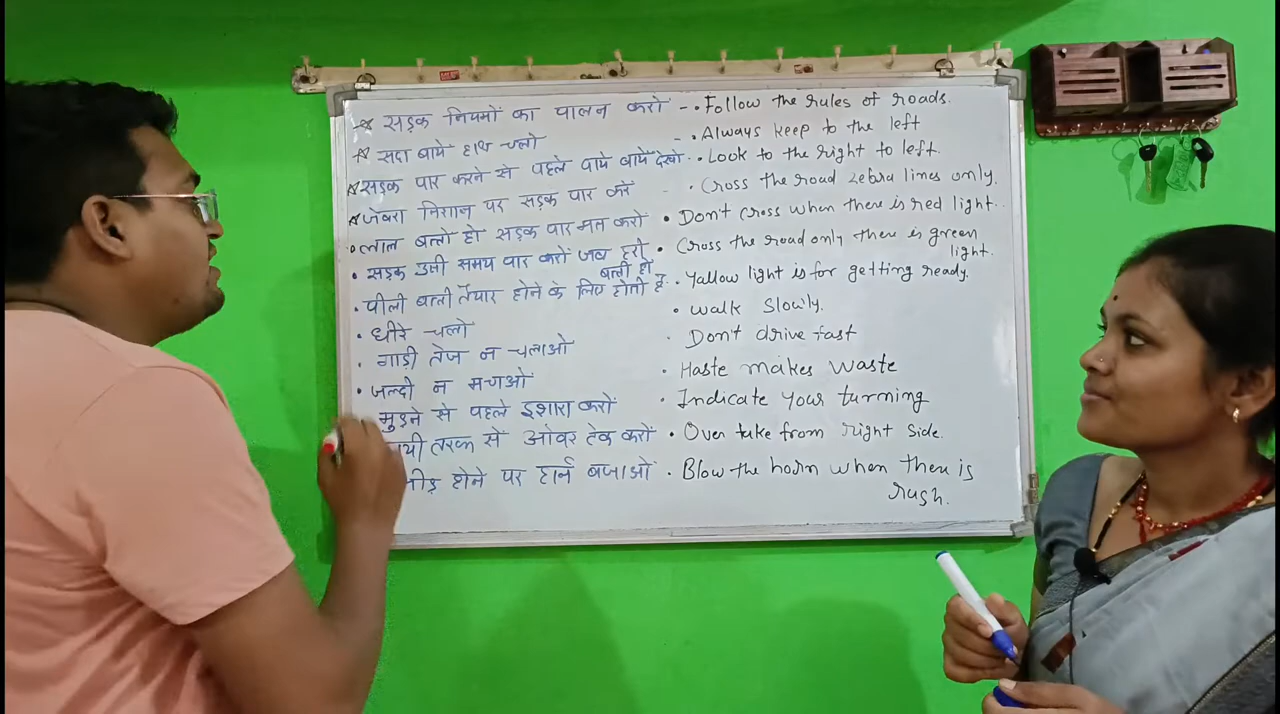 सड़क नियमों का पालन करो - . Follow the rules of roads.
सदा बायें हाथ चलो - . Always keep to the left
सड़क पार करने से पहले दायें बायें देखो . . Look to the right to left.
जेबरा निशान पर सड़क पार करें - . Cross the road zebra lines only.
. लाल बत्ती हो सड़क पार मत करो . Don't cross when there is red light..
. सड़क उसी समय पार करों जब हरी बत्ती हो . Cross the road only there is green light.
. पीली बत्ती तैयार होने के लिए होती है . . Yallow light is for getting ready.
. धीरे चलो . Walk Slowly.
. गाड़ी तेज न चलाओ . Don't drive fast
. जल्दी न मचाओ . Haste makes waste
मुड़ने से पहले इशारा करों . Indicate your turning
तरफ से ओवर टेक करों . Over take from right side.
होने पर हार्न बजाओ . Blow the horn when there is rush.